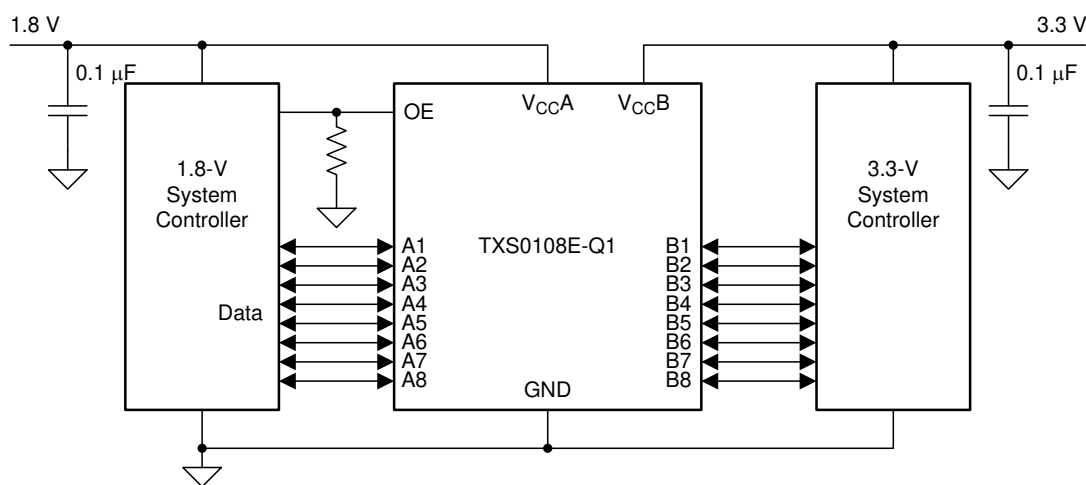 1.8 V
3.3 V
0.1 μF
0.1 μF
OE
VCCA
VCCB
1.8-V
System
Controller
3.3-V
System
Controller
TXS0108E-Q1
A1
A2
A3
A4
A5
A6
A7
A8
B1
B2
B3
B4
B5
B6
B7
B8
Data
GND